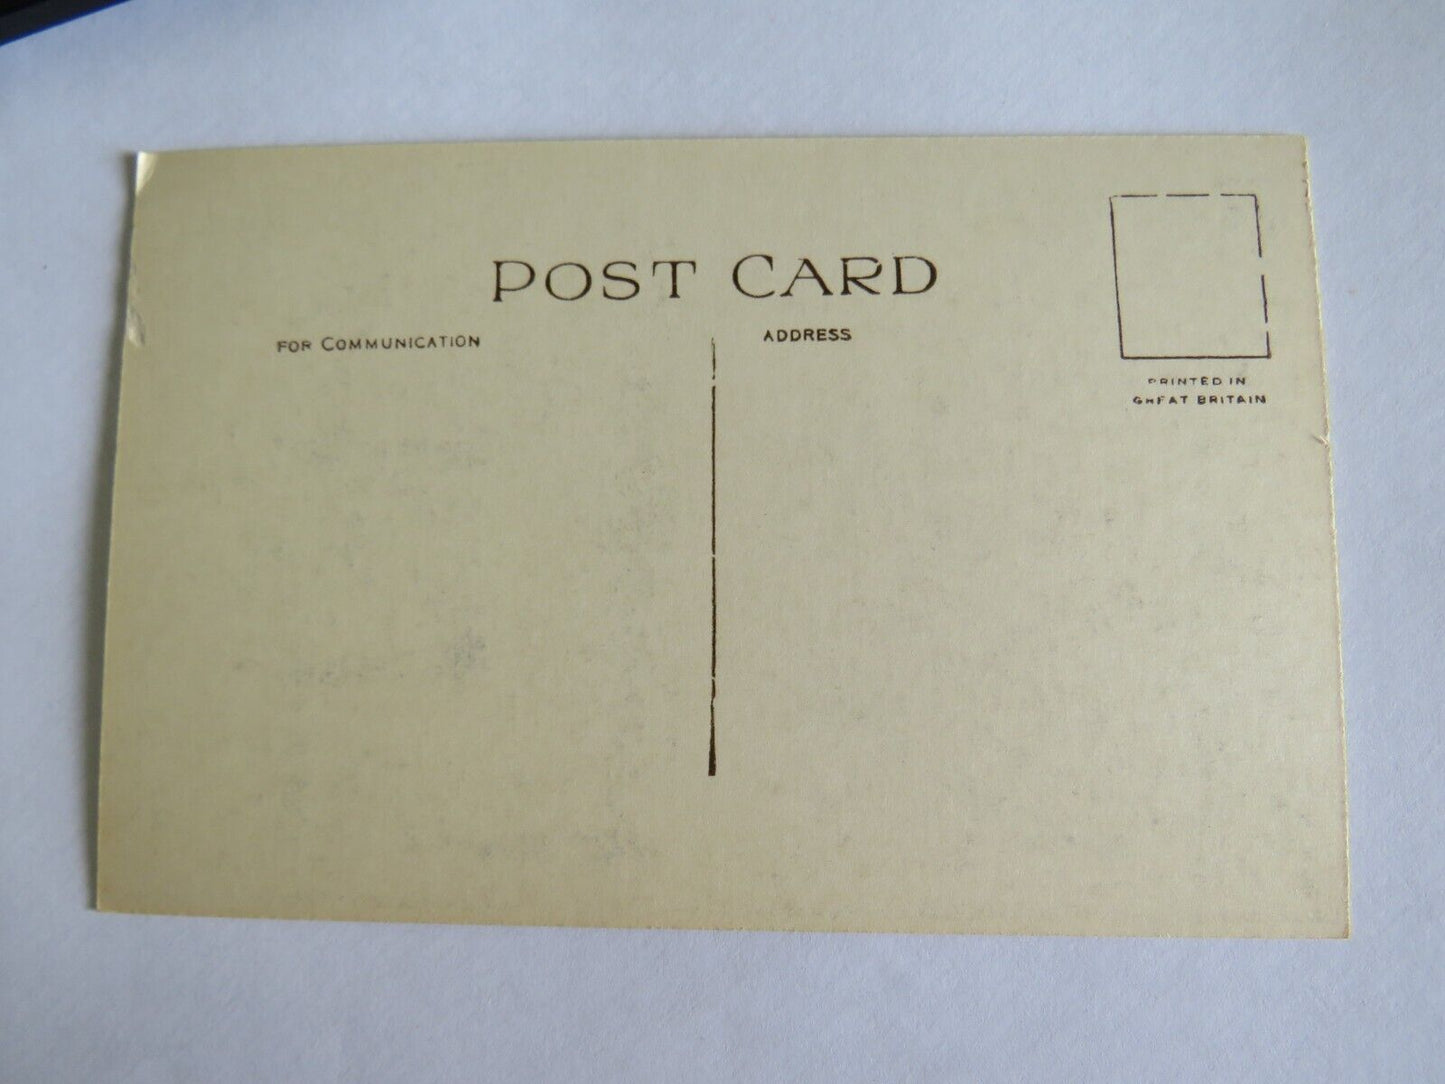 POST CARD
FOR COMMUNICATION
ADDRESS
PRINTED IN
GREAT BRITAIN